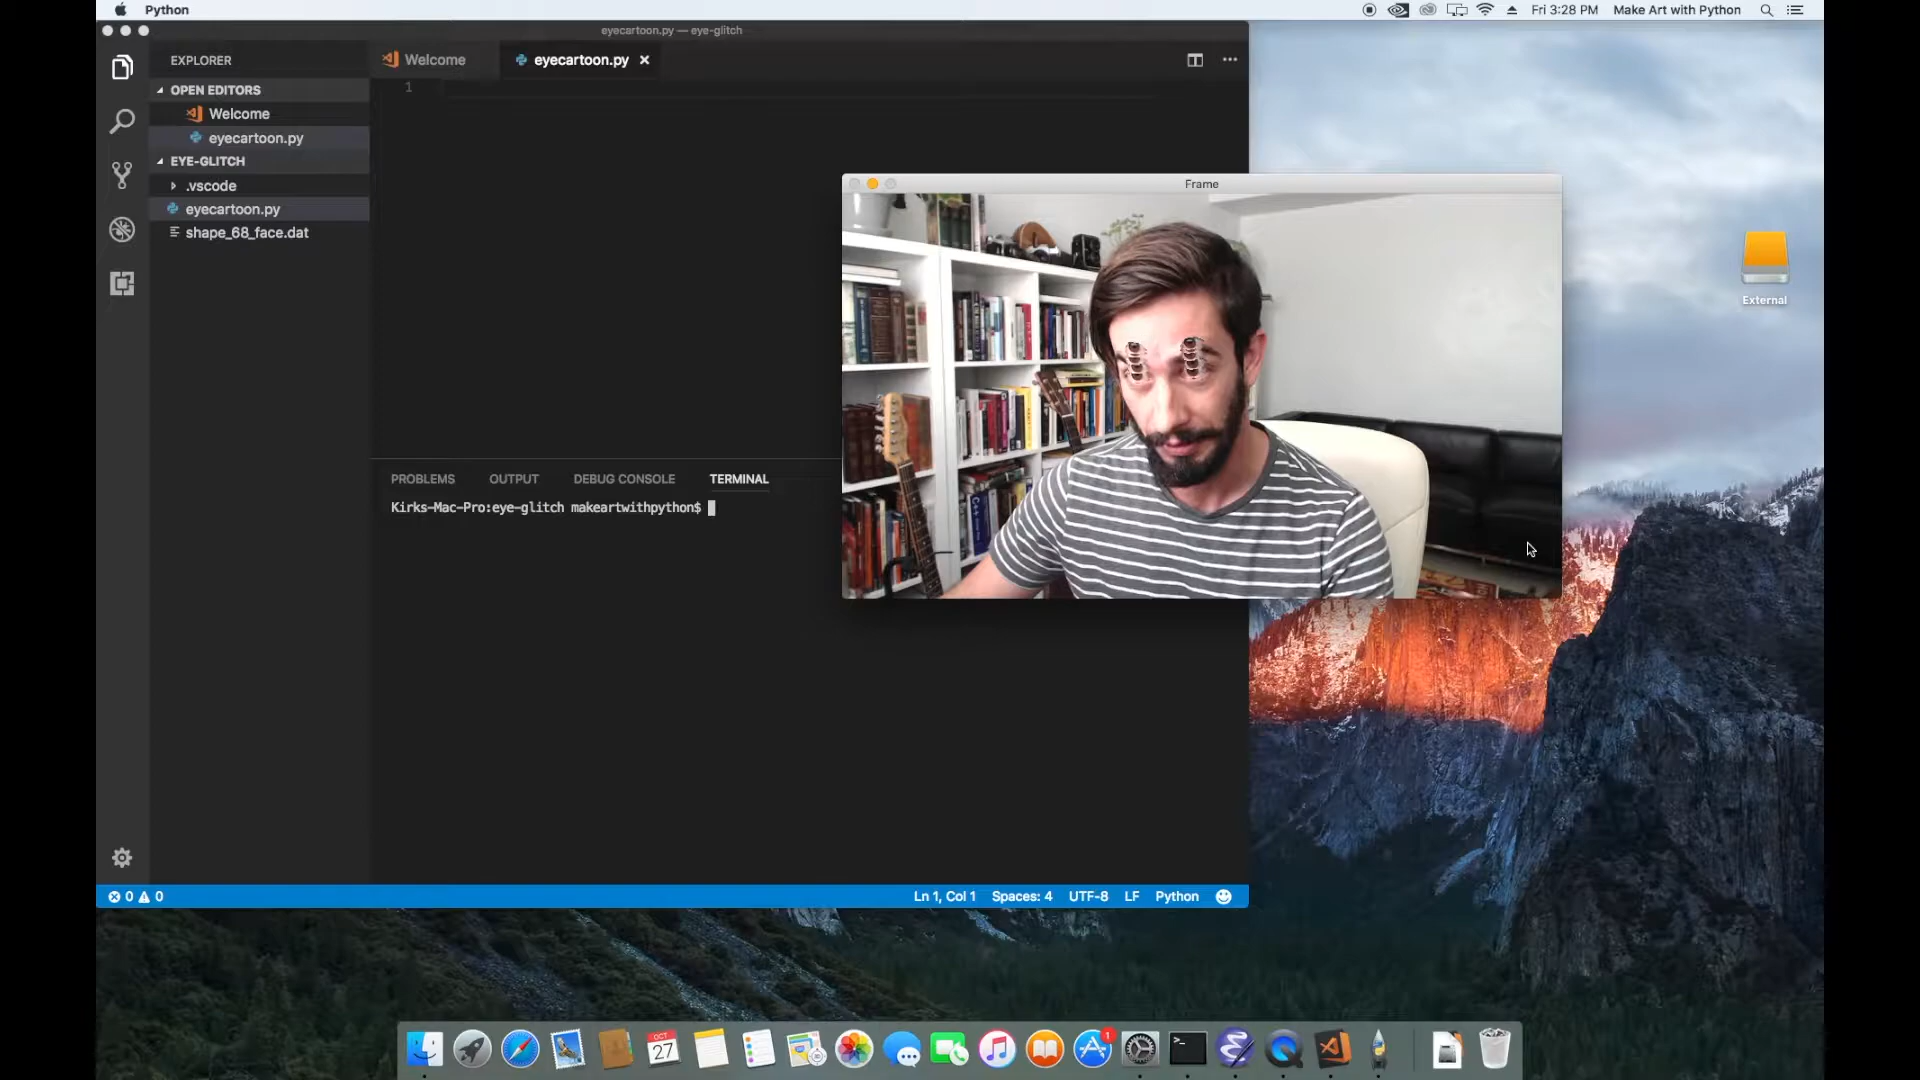 Python
Fri 3:28 PM Make Art with Python
eyecartoon.py — eye-glitch
EXPLORER
Welcome
eyecartoon.py
OPEN EDITORS
Welcome
eyecartoon.py
EYE-GLITCH
.vscode
eyecartoon.py
shape_68_face.dat
1
Frame
External
PROBLEMS OUTPUT DEBUG CONSOLE TERMINAL
Kirks-Mac-Pro:eye-glitch makeartwithpython$
0 0
Ln 1, Col 1 Spaces: 4 UTF-8 LF Python
OCT
27
1